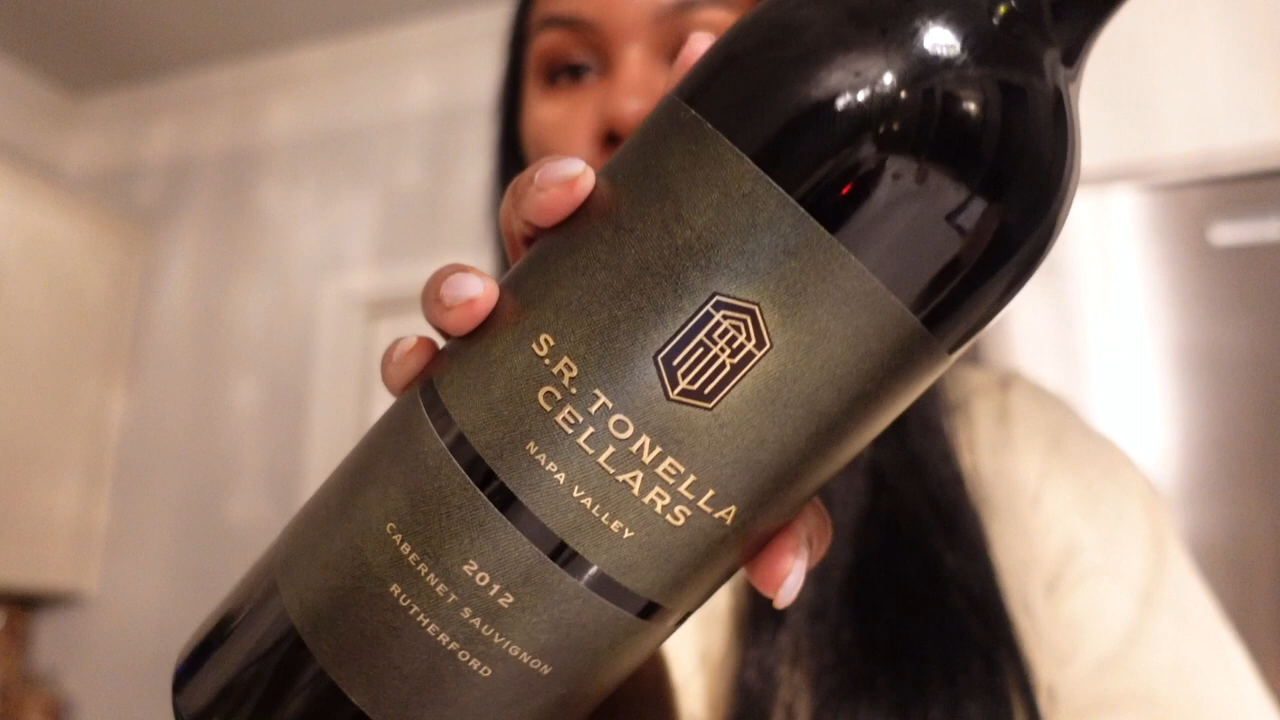 S.R. TONELLA
CELLARS
NAPA VALLEY
2012
CABERNET SAUVIGNON
RUTHERFORD